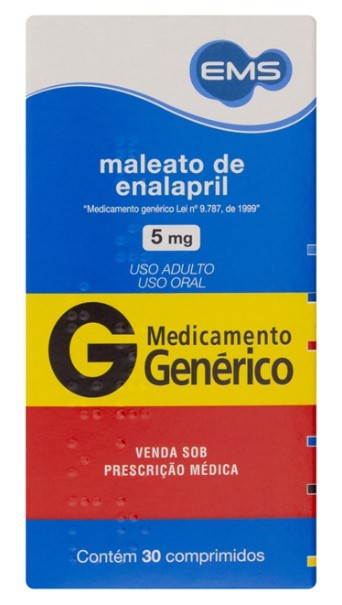 EMS
maleato de
enalapril
"Medicamento genérico Lei nº 9.787, de 1999"
5 mg
USO ADULTO
USO ORAL
G Medicamento
Genérico
VENDA SOB
PRESCRIÇÃO MÉDICA
Contém 30 comprimidos